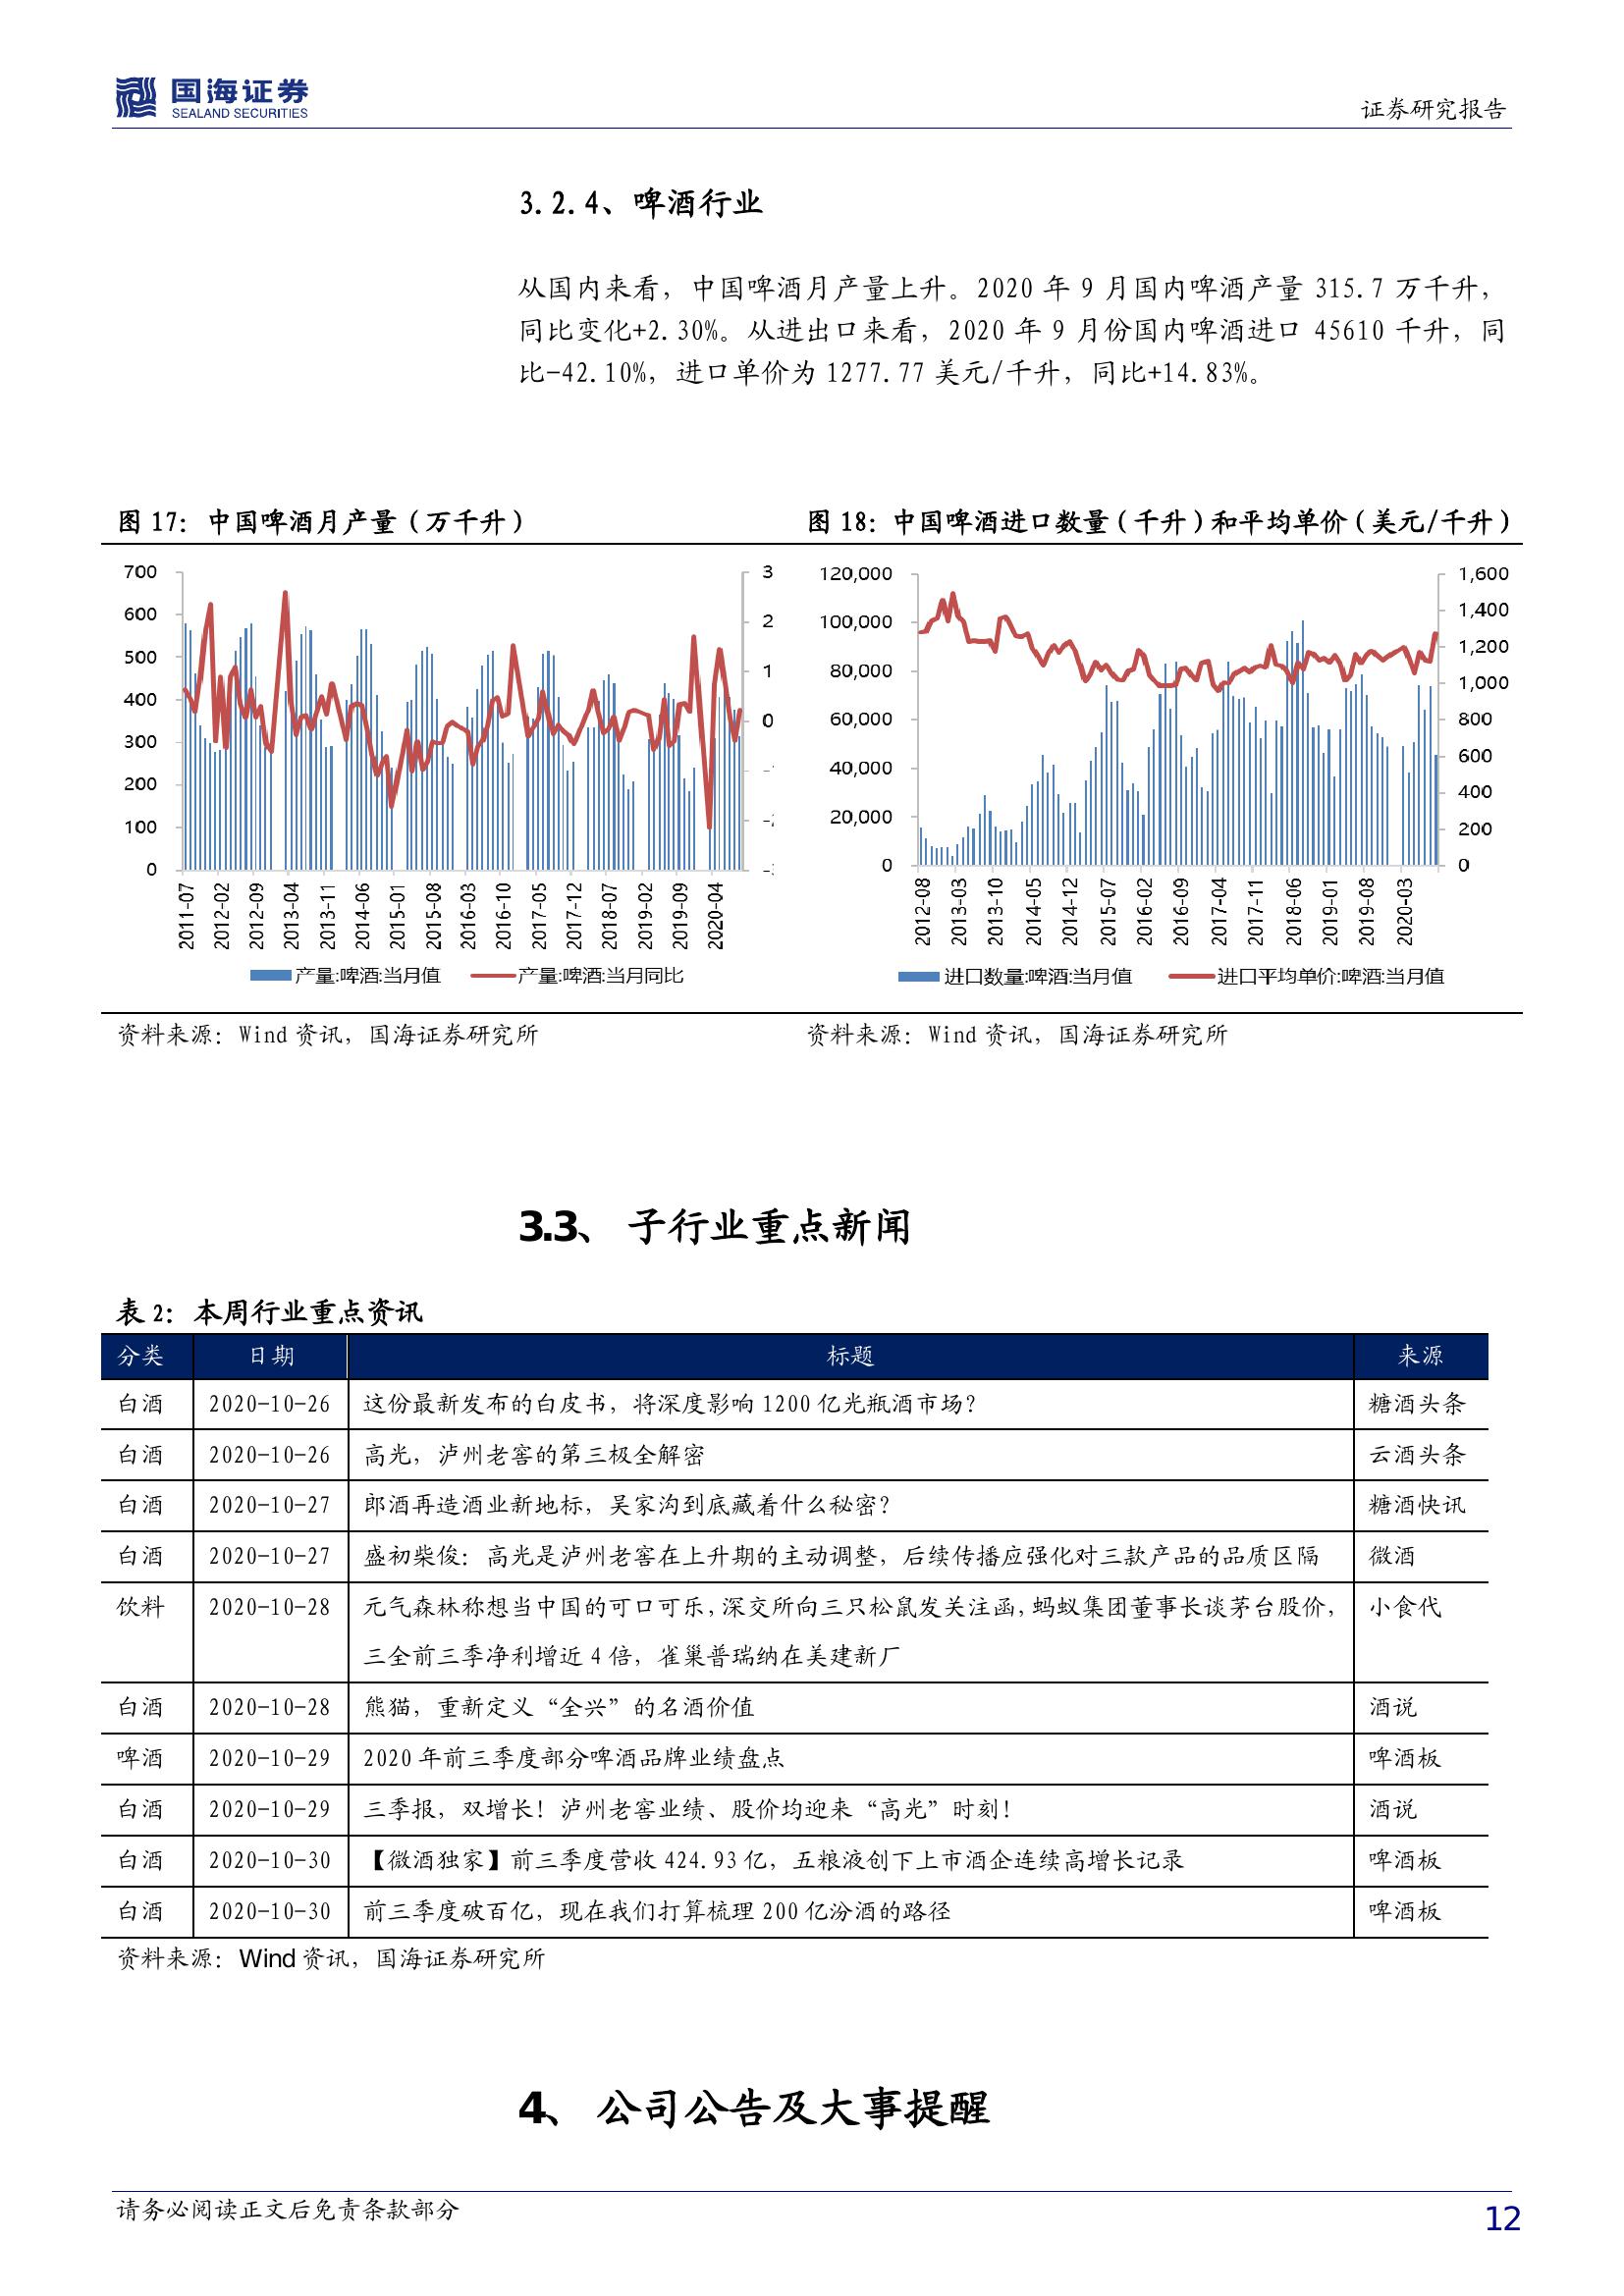 国海证券
SEALAND SECURITIES
证券研究报告
3.2.4、啤酒行业
从国内来看，中国啤酒月产量上升。2020 年 9 月国内啤酒产量 315.7 万千升，
同比变化+2.30%。从进出口来看，2020 年 9 月份国内啤酒进口 45610 千升，同
比-42.10%，进口单价为 1277.77 美元/千升，同比+14.83%。
图 17：中国啤酒月产量（万千升）
700
600
500
400
300
200
100
0
3
2
1
0
2011-07
2012-02
2012-09
2013-04
2013-11
2014-06
2015-01
2015-08
2016-03
2016-10
2017-05
2017-12
2018-07
2019-02
2019-09
2020-04
产量:啤酒:当月值
产量:啤酒:当月同比
资料来源：Wind 资讯，国海证券研究所
图 18：中国啤酒进口数量（千升）和平均单价（美元/千升）
120,000
100,000
80,000
60,000
40,000
20,000
0
1,600
1,400
1,200
1,000
800
600
400
200
0
2012-08
2013-03
2013-10
2014-05
2014-12
2015-07
2016-02
2016-09
2017-04
2017-11
2018-06
2019-01
2019-08
2020-03
进口数量:啤酒:当月值
进口平均单价:啤酒:当月值
资料来源：Wind 资讯，国海证券研究所
3.3、 子行业重点新闻
表 2：本周行业重点资讯
分类 日期 标题 来源
白酒 2020-10-26 这份最新发布的白皮书，将深度影响 1200 亿光瓶酒市场？ 糖酒头条
白酒 2020-10-26 高光，泸州老窖的第三极全解密 云酒头条
白酒 2020-10-27 郎酒再造酒业新地标，吴家沟到底藏着什么秘密？ 糖酒快讯
白酒 2020-10-27 盛初柴俊：高光是泸州老窖在上升期的主动调整，后续传播应强化对三款产品的品质区隔 微酒
饮料 2020-10-28 元气森林称想当中国的可口可乐，深交所向三只松鼠发关注函，蚂蚁集团董事长谈茅台股价， 小食代
三全前三季净利增近 4 倍，雀巢普瑞纳在美建新厂
白酒 2020-10-28 熊猫，重新定义“全兴”的名酒价值 酒说
啤酒 2020-10-29 2020 年前三季度部分啤酒品牌业绩盘点 啤酒板
白酒 2020-10-29 三季报，双增长！泸州老窖业绩、股价均迎来“高光”时刻！ 酒说
白酒 2020-10-30 【微酒独家】前三季度营收 424.93 亿，五粮液创下上市酒企连续高增长记录 啤酒板
白酒 2020-10-30 前三季度破百亿，现在我们打算梳理 200 亿汾酒的路径 啤酒板
资料来源：Wind 资讯，国海证券研究所
4、 公司公告及大事提醒
请务必阅读正文后免责条款部分
12